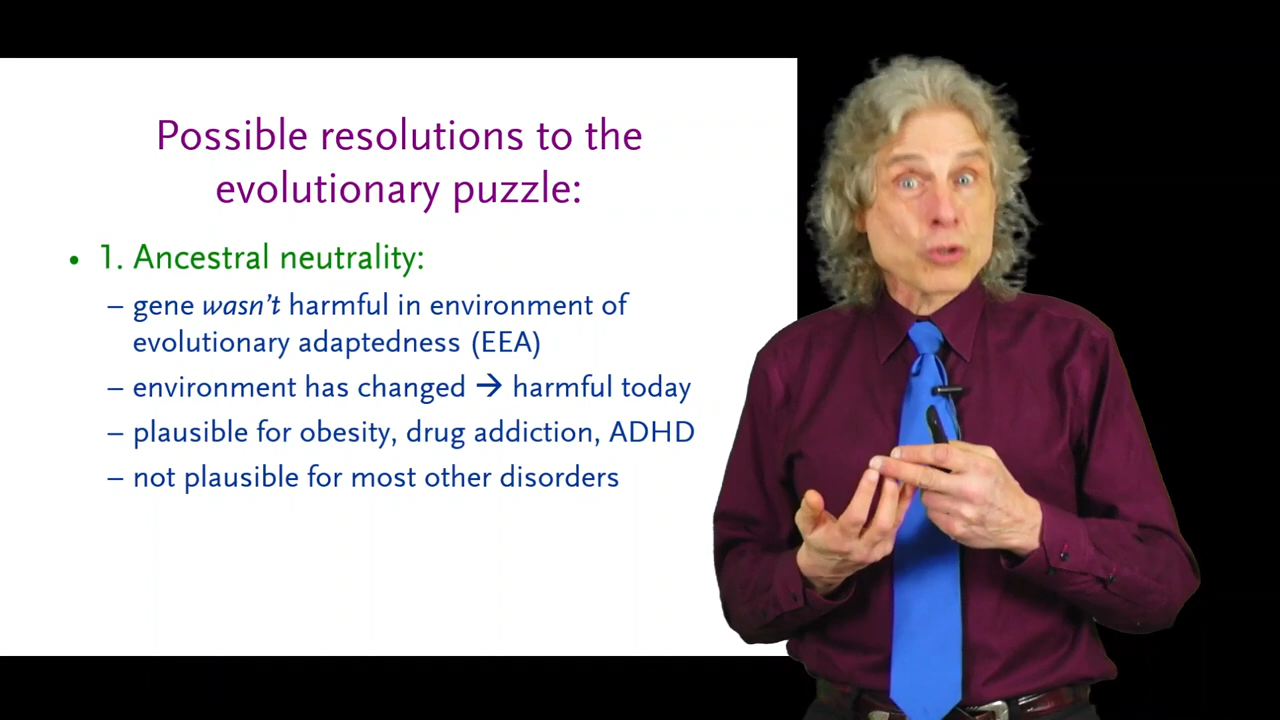 Possible resolutions to the
evolutionary puzzle:
• 1. Ancestral neutrality:
– gene wasn't harmful in environment of
evolutionary adaptedness (EEA)
– environment has changed → harmful today
– plausible for obesity, drug addiction, ADHD
– not plausible for most other disorders